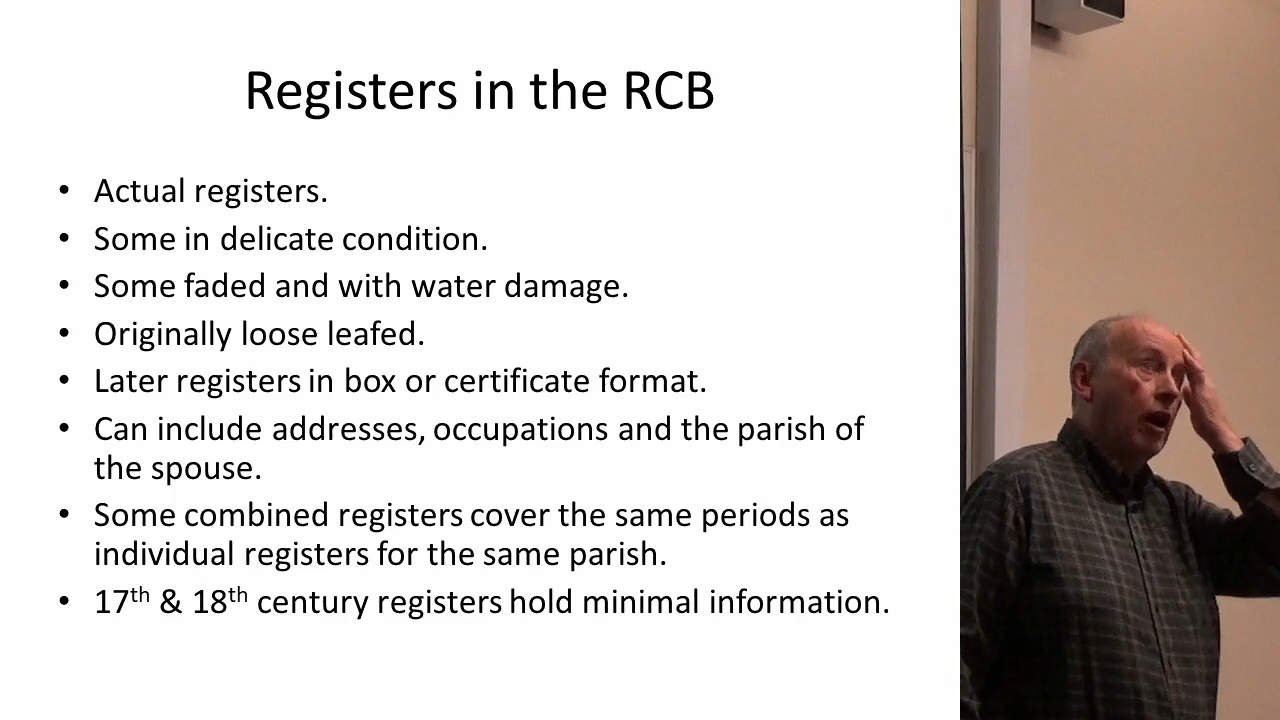 Registers in the RCB
• Actual registers.
• Some in delicate condition.
• Some faded and with water damage.
• Originally loose leafed.
• Later registers in box or certificate format.
• Can include addresses, occupations and the parish of
the spouse.
• Some combined registers cover the same periods as
individual registers for the same parish.
• 17th & 18th century registers hold minimal information.